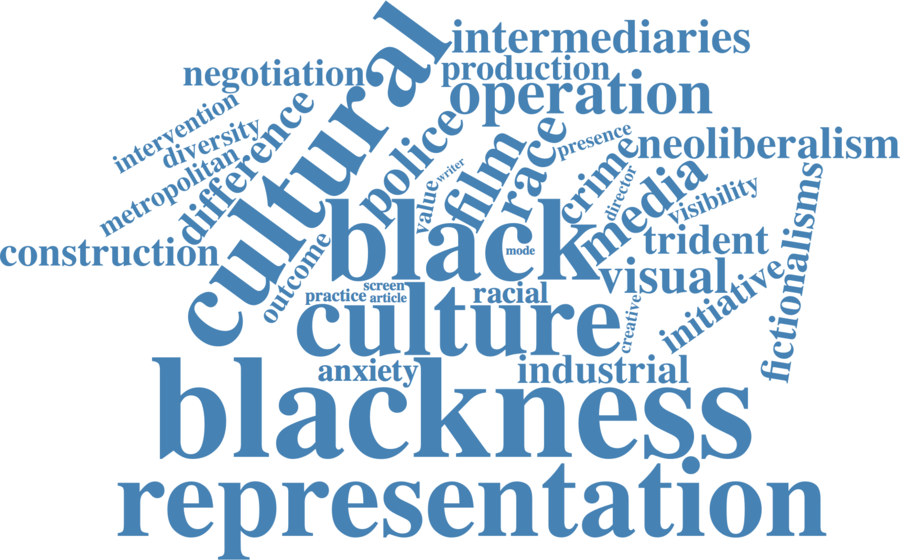 intermediaries
negotiation
production
operation
cultural
intervention
diversity
difference
metropolitan
police
film
race
presence
crime
neoliberalism
writer
value
director
media
visibility
fictionalisms
construction
outcome
black
mode
trident
visual
initiative
screen
practice
article
racial
culture
creative
anxiety
industrial
blackness
representation